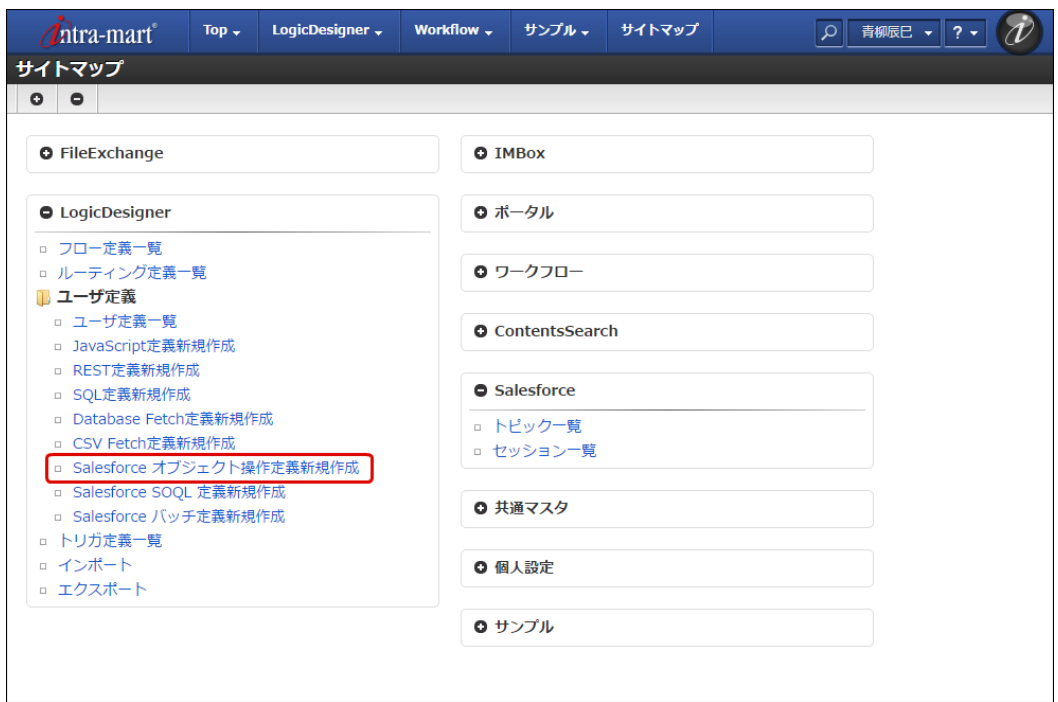 intra-mart®
Top
LogicDesigner
Workflow
サンプル
サイトマップ
青柳辰巳
?
サイトマップ
FileExchange
LogicDesigner
フロー定義一覧
ルーティング定義一覧
ユーザ定義
ユーザ定義一覧
JavaScript定義新規作成
REST定義新規作成
SQL定義新規作成
Database Fetch定義新規作成
CSV Fetch定義新規作成
Salesforce オブジェクト操作定義新規作成
Salesforce SOQL 定義新規作成
Salesforce バッチ定義新規作成
トリガ定義一覧
インポート
エクスポート
IMBox
ポータル
ワークフロー
ContentsSearch
Salesforce
トピック一覧
セッション一覧
共通マスタ
個人設定
サンプル